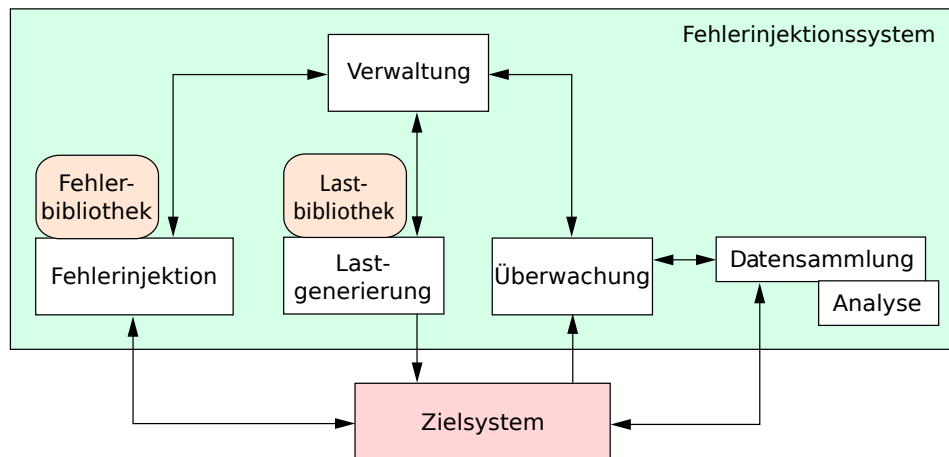 Fehlerinjektionssystem
Verwaltung
Fehler-
bibliothek
Last-
bibliothek
Fehlerinjektion
Last-
generierung
Überwachung
Datensammlung
Analyse
Zielsystem